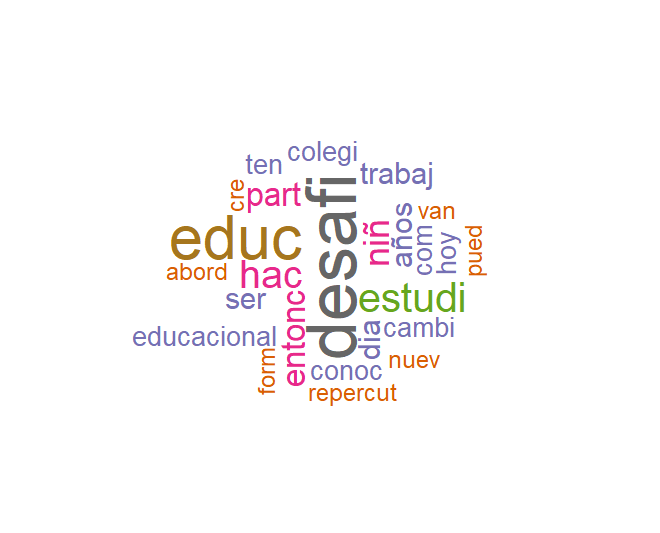 colegi
ten
trabaj
cre
part
desafi
niñ
años
van
com
hoy
pued
educ
abord
hac
ser
estudi
entonc
educacional
dia
cambi
form
conoc
nuev
repercut